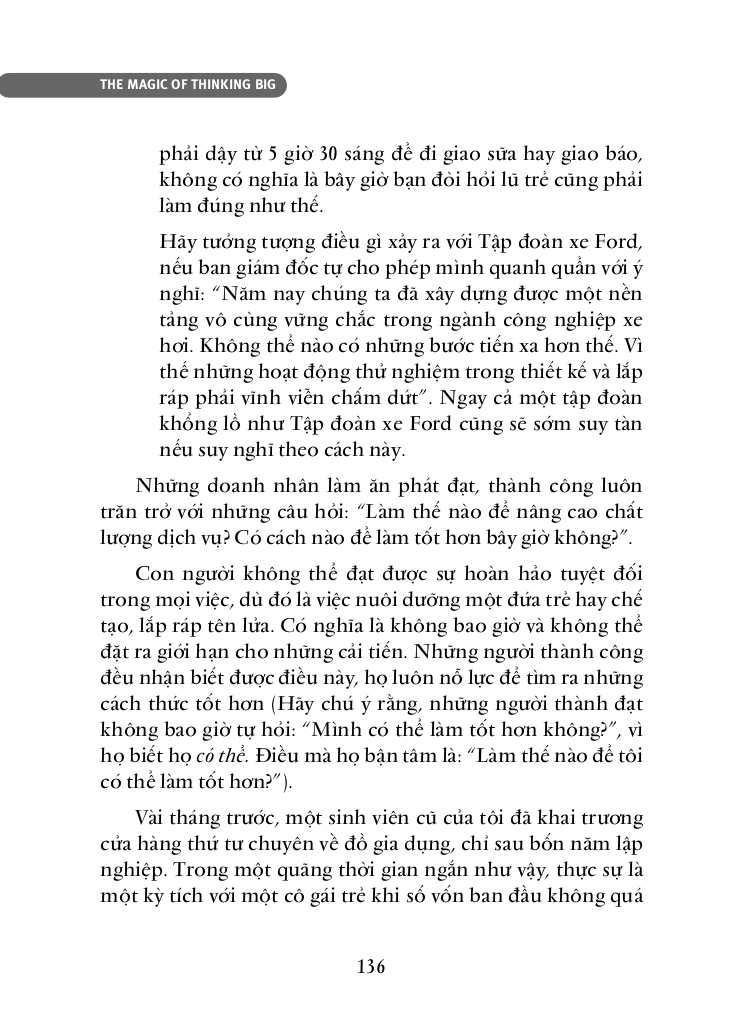 THE MAGIC OF THINKING BIG
phải dậy từ 5 giờ 30 sáng để đi giao sữa hay giao báo,
không có nghĩa là bây giờ bạn đòi hỏi lũ trẻ cũng phải
làm đúng như thế.
Hãy tưởng tượng điều gì xảy ra với Tập đoàn xe Ford,
nếu ban giám đốc tự cho phép mình quanh quẩn với ý
nghĩ: “Năm nay chúng ta đã xây dựng được một nền
tảng vô cùng vững chắc trong ngành công nghiệp xe
hơi. Không thể nào có những bước tiến xa hơn thế. Vì
thế những hoạt động thử nghiệm trong thiết kế và lắp
ráp phải vĩnh viễn chấm dứt”. Ngay cả một tập đoàn
khổng lồ như Tập đoàn xe Ford cũng sẽ sớm suy tàn
nếu suy nghĩ theo cách này.
Những doanh nhân làm ăn phát đạt, thành công luôn
trăn trở với những câu hỏi: “Làm thế nào để nâng cao chất
lượng dịch vụ? Có cách nào để làm tốt hơn bây giờ không?”.
Con người không thể đạt được sự hoàn hảo tuyệt đối
trong mọi việc, dù đó là việc nuôi dưỡng một đứa trẻ hay chế
tạo, lắp ráp tên lửa. Có nghĩa là không bao giờ và không thể
đặt ra giới hạn cho những cải tiến. Những người thành công
đều nhận biết được điều này, họ luôn nỗ lực để tìm ra những
cách thức tốt hơn (Hãy chú ý rằng, những người thành đạt
không bao giờ tự hỏi: “Mình có thể làm tốt hơn không?”, vì
họ biết họ có thể. Điều mà họ bận tâm là: “Làm thế nào để tôi
có thể làm tốt hơn?”).
Vài tháng trước, một sinh viên cũ của tôi đã khai trương
cửa hàng thứ tư chuyên về đồ gia dụng, chỉ sau bốn năm lập
nghiệp. Trong một quãng thời gian ngắn như vậy, thực sự là
một kỳ tích với một cô gái trẻ khi số vốn ban đầu không quá
136